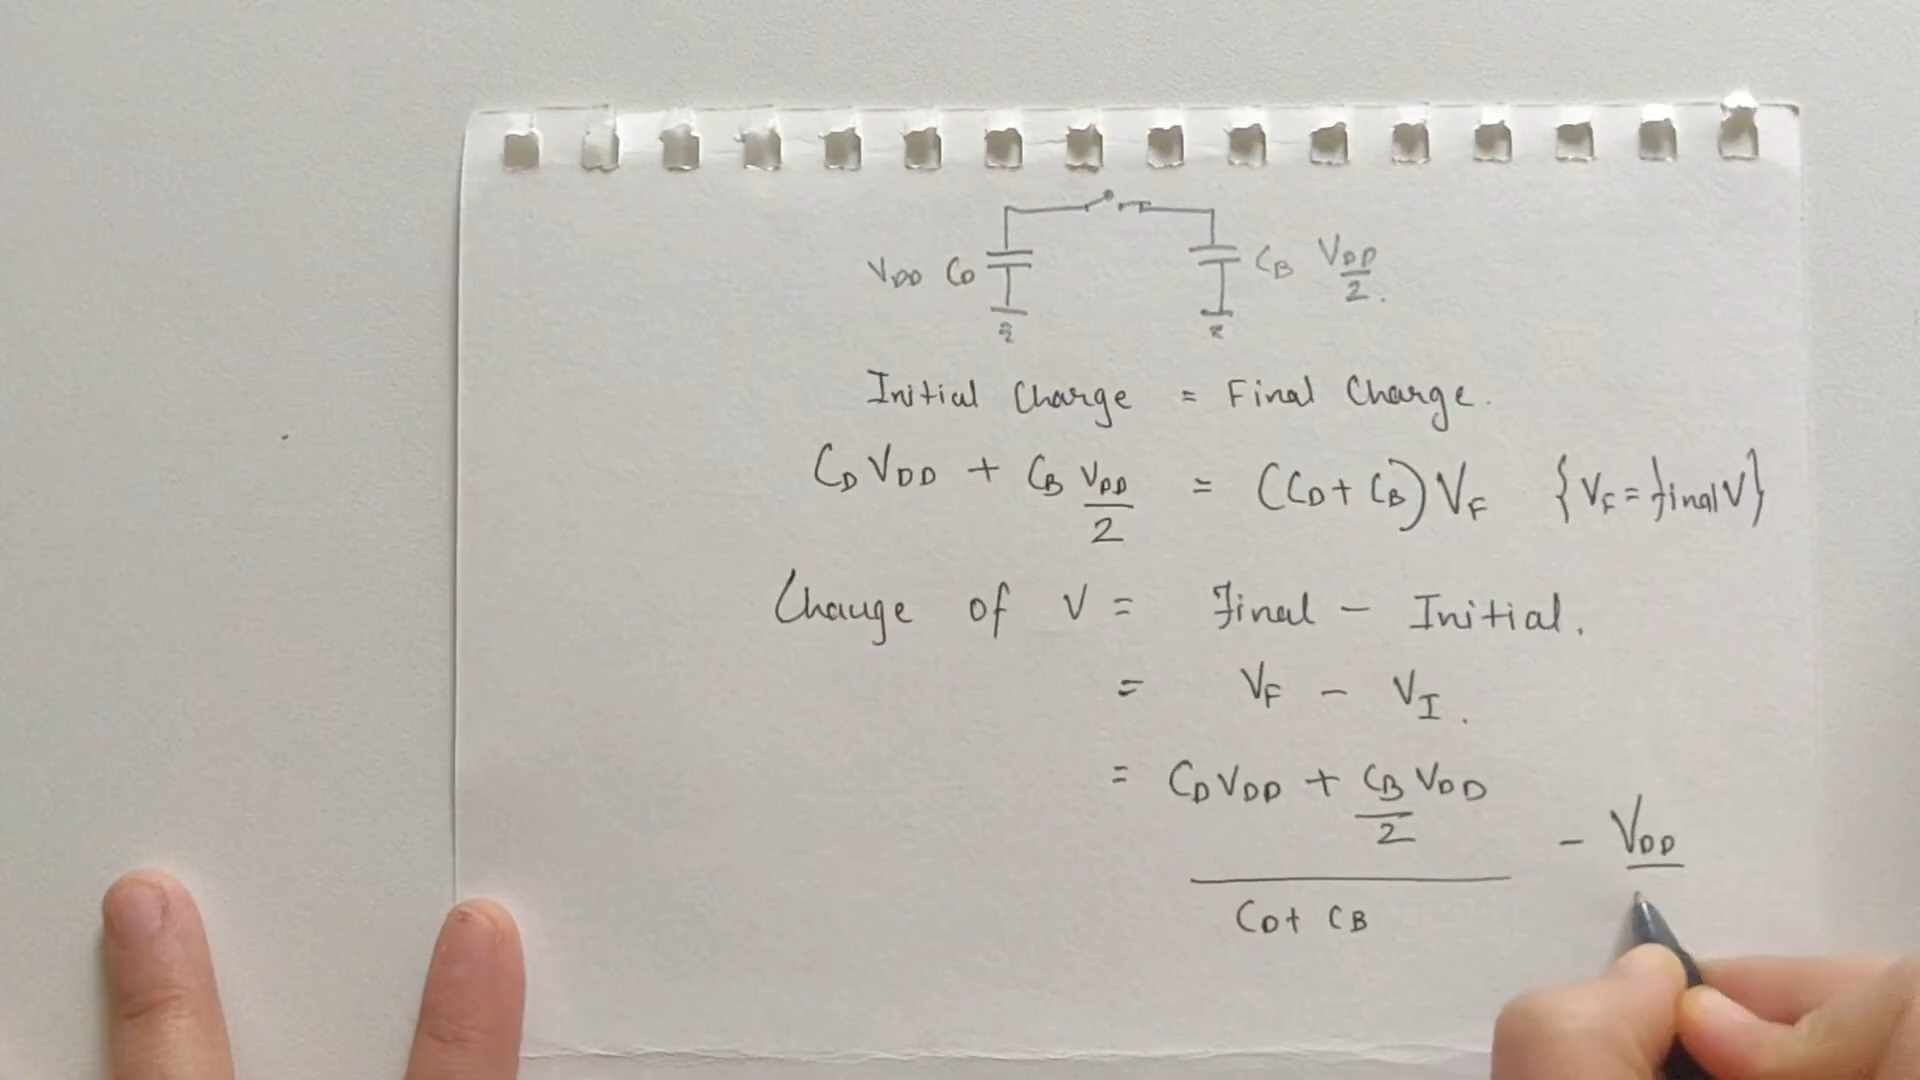 VDD CD CB VDD/2.
Initial Charge = Final Charge.
CD VDD + CB VDD/2 = (CD + CB) VF {VF = final V}
Change of V = Final - Initial.
= VF - VI.
= CD VDD + CB/2 VDD
- VDD
CD + CB